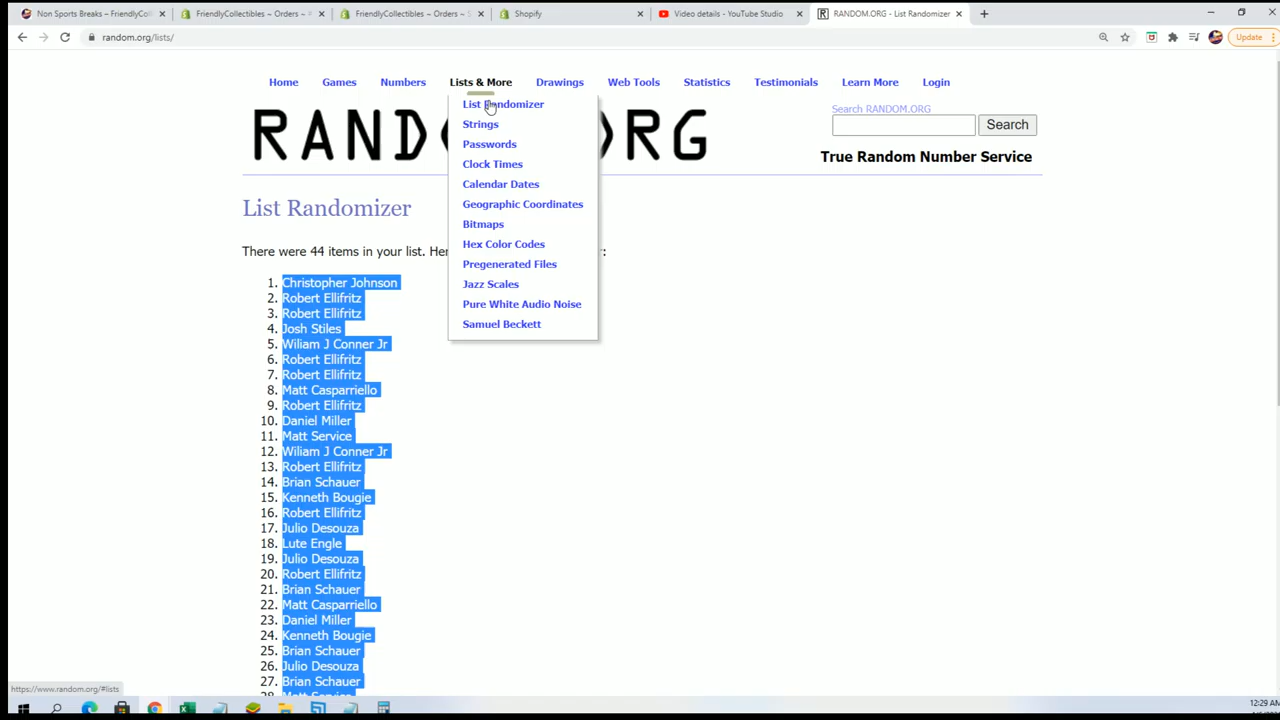 Non Sports Breaks – FriendlyColl
FriendlyCollectibles ~ Orders ~ #
FriendlyCollectibles ~ Orders ~ S
Shopify
Video details - YouTube Studio
RANDOM.ORG - List Randomizer
random.org/lists/
Update
Home Games Numbers Lists & More Drawings Web Tools Statistics Testimonials Learn More Login
List Randomizer
Strings
Passwords
Clock Times
Calendar Dates
Geographic Coordinates
Bitmaps
Hex Color Codes
Pregenerated Files
Jazz Scales
Pure White Audio Noise
Samuel Beckett
RAND ORG
Search RANDOM.ORG
Search
True Random Number Service
List Randomizer
There were 44 items in your list. Her :
1. Christopher Johnson
2. Robert Ellifritz
3. Robert Ellifritz
4. Josh Stiles
5. Wiliam J Conner Jr
6. Robert Ellifritz
7. Robert Ellifritz
8. Matt Casparriello
9. Robert Ellifritz
10. Daniel Miller
11. Matt Service
12. Wiliam J Conner Jr
13. Robert Ellifritz
14. Brian Schauer
15. Kenneth Bougie
16. Robert Ellifritz
17. Julio Desouza
18. Lute Engle
19. Julio Desouza
20. Robert Ellifritz
21. Brian Schauer
22. Matt Casparriello
23. Daniel Miller
24. Kenneth Bougie
25. Brian Schauer
26. Julio Desouza
27. Brian Schauer
28. Matt Service
https://www.random.org/#lists
12:29 AM